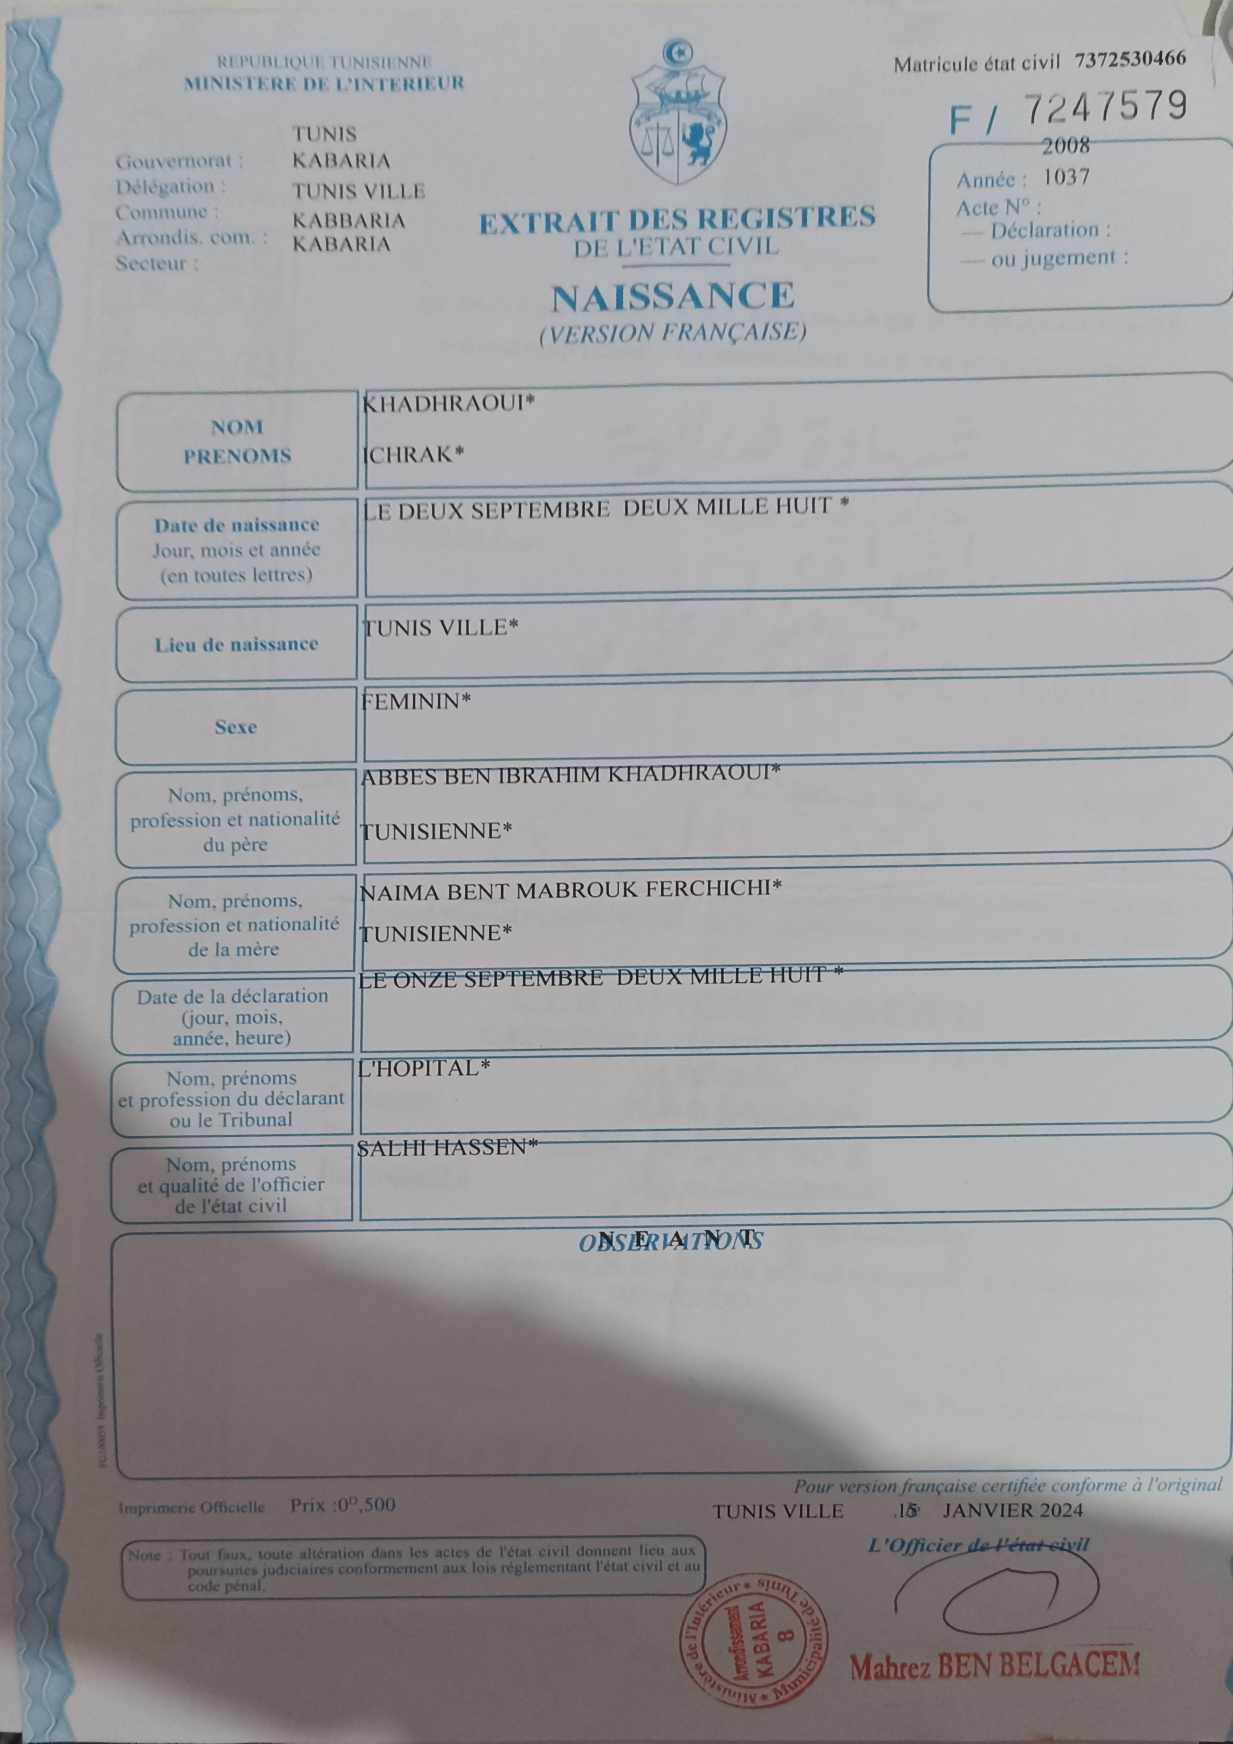 REPUBLIQUE TUNISIENNE
MINISTERE DE L'INTERIEUR
Matricule état civil 7372530466
F / 7247579
TUNIS
Gouvernorat : KABARIA
Délégation : TUNIS VILLE
Commune : KABBARIA
Arrondis. com. : KABARIA
Secteur :
2008
Année : 1037
Acte N° :
— Déclaration :
— ou jugement :
EXTRAIT DES REGISTRES
DE L'ETAT CIVIL
NAISSANCE
(VERSION FRANÇAISE)
NOM KHADHRAOUI*
PRENOMS ICHRAK*
Date de naissance LE DEUX SEPTEMBRE DEUX MILLE HUIT *
Jour, mois et année
(en toutes lettres)
Lieu de naissance TUNIS VILLE*
Sexe FEMININ*
Nom, prénoms, ABBES BEN IBRAHIM KHADHRAOUI*
profession et nationalité TUNISIENNE*
du père
Nom, prénoms, NAIMA BENT MABROUK FERCHICHI*
profession et nationalité TUNISIENNE*
de la mère
Date de la déclaration LE ONZE SEPTEMBRE DEUX MILLE HUIT *
(jour, mois,
année, heure)
Nom, prénoms L'HOPITAL*
et profession du déclarant
ou le Tribunal
Nom, prénoms SALHI HASSEN*
et qualité de l'officier
de l'état civil
OBSERVATIONS
N E A N T
Pour version française certifiée conforme à l'original
Imprimerie Officielle Prix :0D,500
TUNIS VILLE 15 JANVIER 2024
L'Officier de l'état civil
Note : Tout faux, toute altération dans les actes de l'état civil donnent lieu aux
poursuites judiciaires conformement aux lois réglementant l'état civil et au
code pénal.
Ministère de l'Intérieur * Municipalité de Tunis *
Arrondissement
KABARIA
8
Mahrez BEN BELGACEM